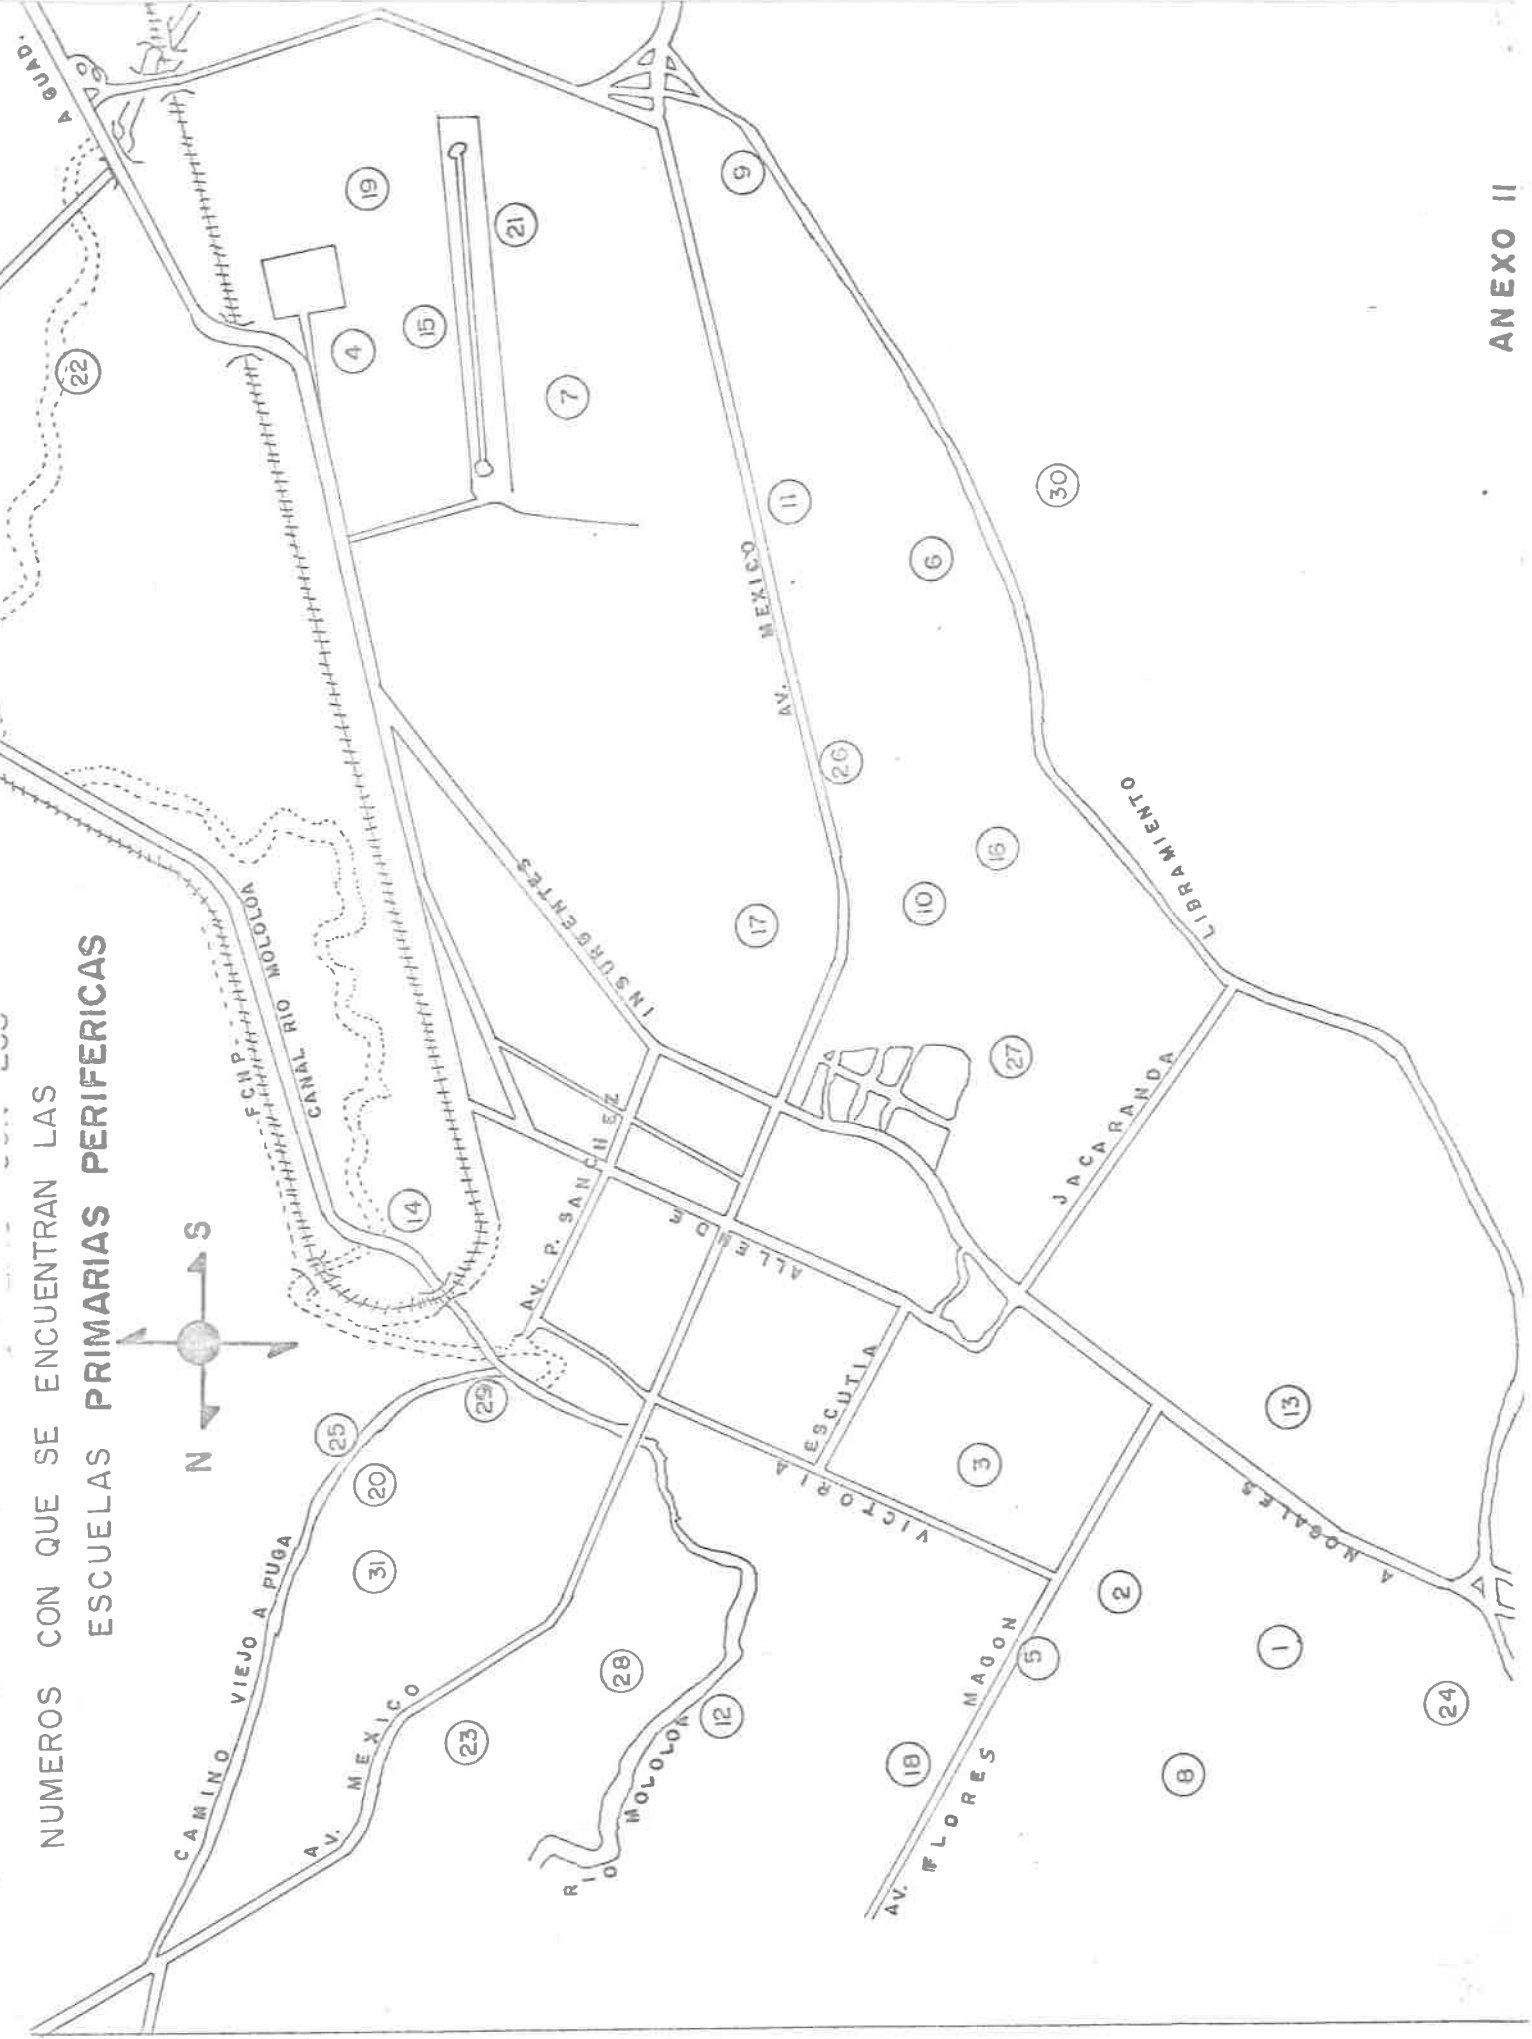 NUMEROS CON QUE SE ENCUENTRAN LAS
ESCUELAS PRIMARIAS PERIFERICAS
N
S
A GUAD.
22
19
21
4
15
7
9
11
AV. MEXICO
30
6
26
16
10
17
LIBRAMIENTO
INSURGENTES
F C N P.
CANAL RIO MOLOLOA
14
AV. P. SANCHEZ
ALLENDE
27
JACARANDA
29
25
20
31
CAMINO VIEJO A PUGA
AV. MEXICO
23
28
12
RIO MOLOLOA
VICTORIA
ESCUTIA
3
13
A NOGALES
2
5
1
24
8
18
AV. FLORES MAGON
ANEXO II